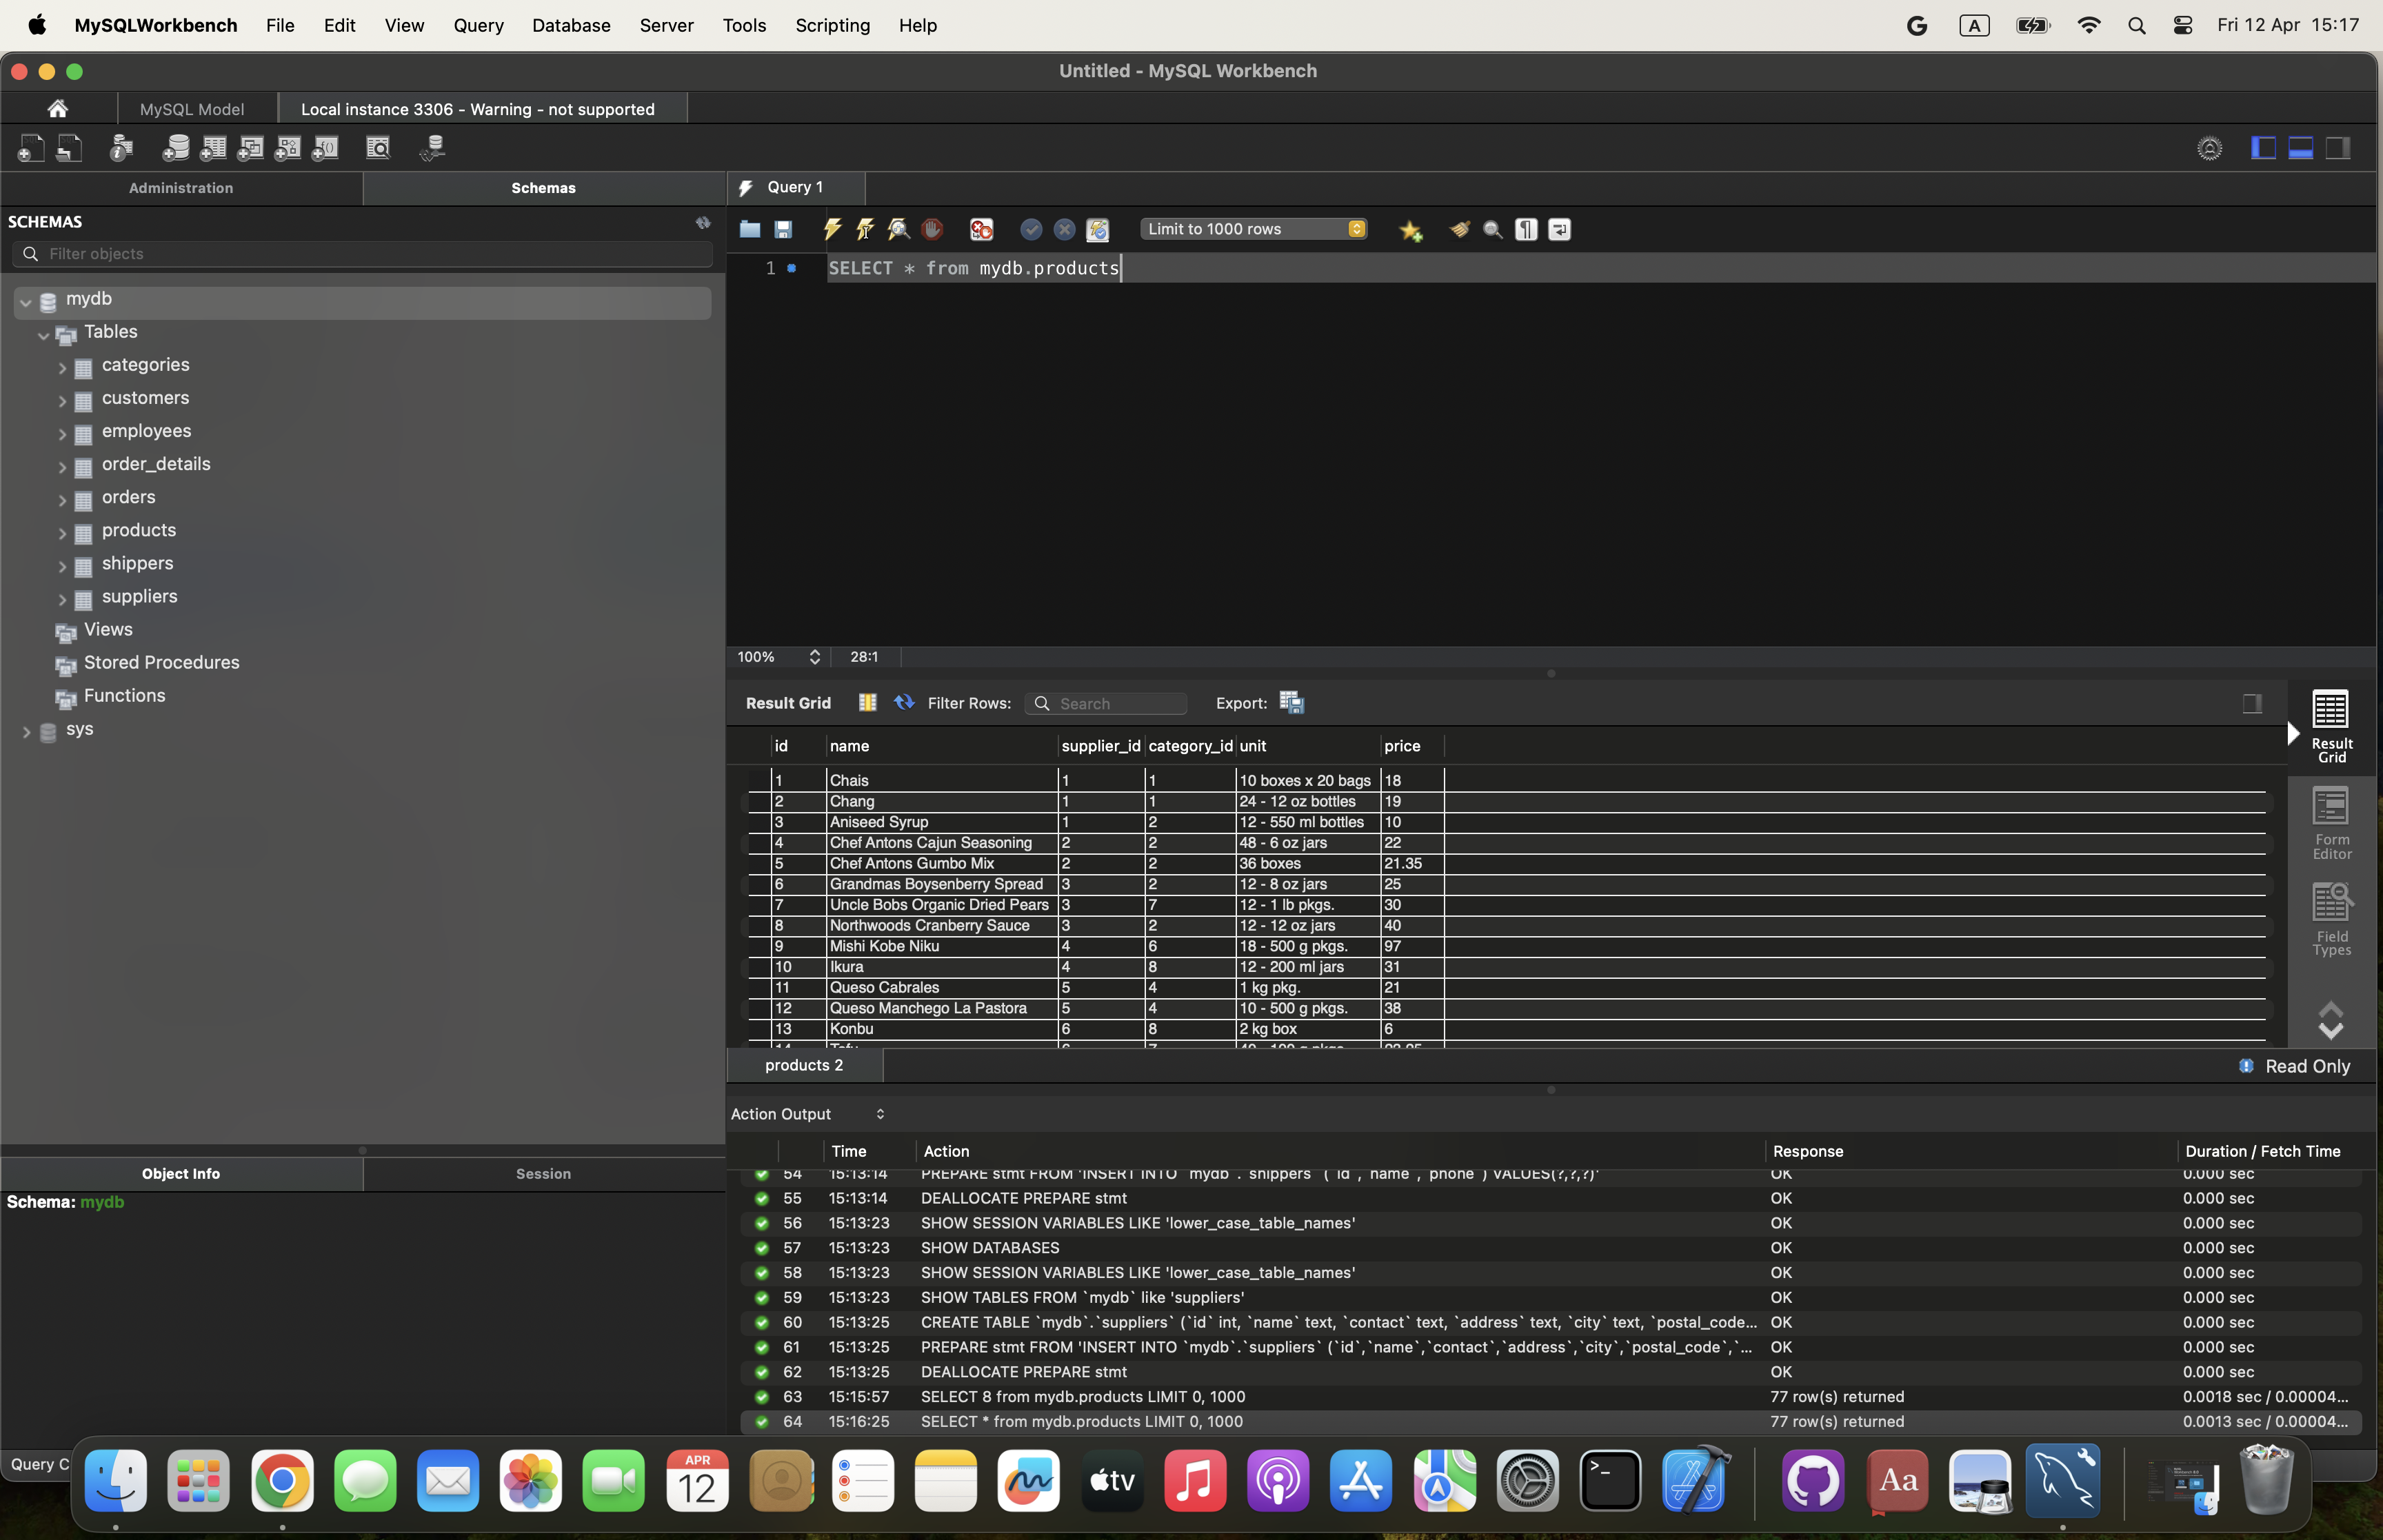 MySQLWorkbench File Edit View Query Database Server Tools Scripting Help A Fri 12 Apr 15:17
Untitled - MySQL Workbench
MySQL Model Local instance 3306 - Warning - not supported
Administration Schemas Query 1
SCHEMAS
Limit to 1000 rows
Filter objects
1 SELECT * from mydb.products
mydb
Tables
categories
customers
employees
order_details
orders
products
shippers
suppliers
Views
Stored Procedures
Functions
sys
100% 28:1
Result Grid Filter Rows: Search Export:
id name supplier_id category_id unit price
1 Chais 1 1 10 boxes x 20 bags 18
2 Chang 1 1 24 - 12 oz bottles 19
3 Aniseed Syrup 1 2 12 - 550 ml bottles 10
4 Chef Antons Cajun Seasoning 2 2 48 - 6 oz jars 22
5 Chef Antons Gumbo Mix 2 2 36 boxes 21.35
6 Grandmas Boysenberry Spread 3 2 12 - 8 oz jars 25
7 Uncle Bobs Organic Dried Pears 3 7 12 - 1 lb pkgs. 30
8 Northwoods Cranberry Sauce 3 2 12 - 12 oz jars 40
9 Mishi Kobe Niku 4 6 18 - 500 g pkgs. 97
10 Ikura 4 8 12 - 200 ml jars 31
11 Queso Cabrales 5 4 1 kg pkg. 21
12 Queso Manchego La Pastora 5 4 10 - 500 g pkgs. 38
13 Konbu 6 8 2 kg box 6
Result
Grid
Form
Editor
Field
Types
products 2 Read Only
Action Output
Time Action Response Duration / Fetch Time
54 15:13:14 PREPARE stmt FROM 'INSERT INTO `mydb`.`shippers` (`id`,`name`,`phone`) VALUES(?,?,?)' OK 0.000 sec
55 15:13:14 DEALLOCATE PREPARE stmt OK 0.000 sec
56 15:13:23 SHOW SESSION VARIABLES LIKE 'lower_case_table_names' OK 0.000 sec
57 15:13:23 SHOW DATABASES OK 0.000 sec
58 15:13:23 SHOW SESSION VARIABLES LIKE 'lower_case_table_names' OK 0.000 sec
59 15:13:23 SHOW TABLES FROM `mydb` like 'suppliers' OK 0.000 sec
60 15:13:25 CREATE TABLE `mydb`.`suppliers` (`id` int, `name` text, `contact` text, `address` text, `city` text, `postal_code... OK 0.000 sec
61 15:13:25 PREPARE stmt FROM 'INSERT INTO `mydb`.`suppliers` (`id`,`name`,`contact`,`address`,`city`,`postal_code`,`... OK 0.000 sec
62 15:13:25 DEALLOCATE PREPARE stmt OK 0.000 sec
63 15:15:57 SELECT 8 from mydb.products LIMIT 0, 1000 77 row(s) returned 0.0018 sec / 0.00004...
64 15:16:25 SELECT * from mydb.products LIMIT 0, 1000 77 row(s) returned 0.0013 sec / 0.00004...
Object Info Session
Schema: mydb
Query C
APR
12
tv
Aa